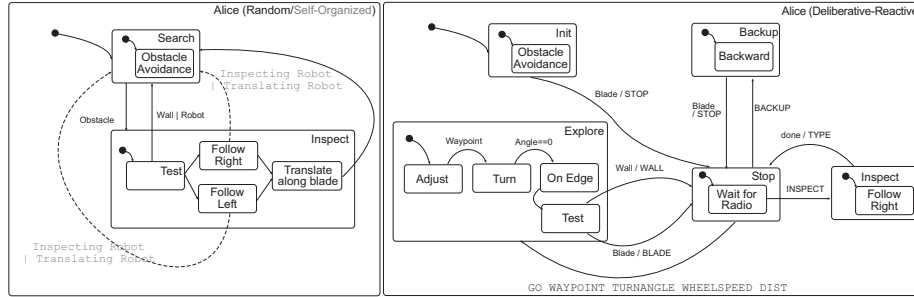 Alice (Random/Self-Organized)
Search
Obstacle
Avoidance
Inspecting Robot
| Translating Robot
Obstacle
Wall | Robot
Inspect
Test
Follow
Right
Follow
Left
Translate
along blade
Inspecting Robot
| Translating Robot
Alice (Deliberative-Reactive
Init
Obstacle
Avoidance
Backup
Backward
Blade / STOP
Blade
/ STOP
BACKUP
Explore
Waypoint
Angle==0
Adjust
Turn
On Edge
Test
Wall / WALL
Blade / BLADE
Stop
Wait for
Radio
done / TYPE
INSPECT
Inspect
Follow
Right
GO WAYPOINT TURNANGLE WHEELSPEED DIST